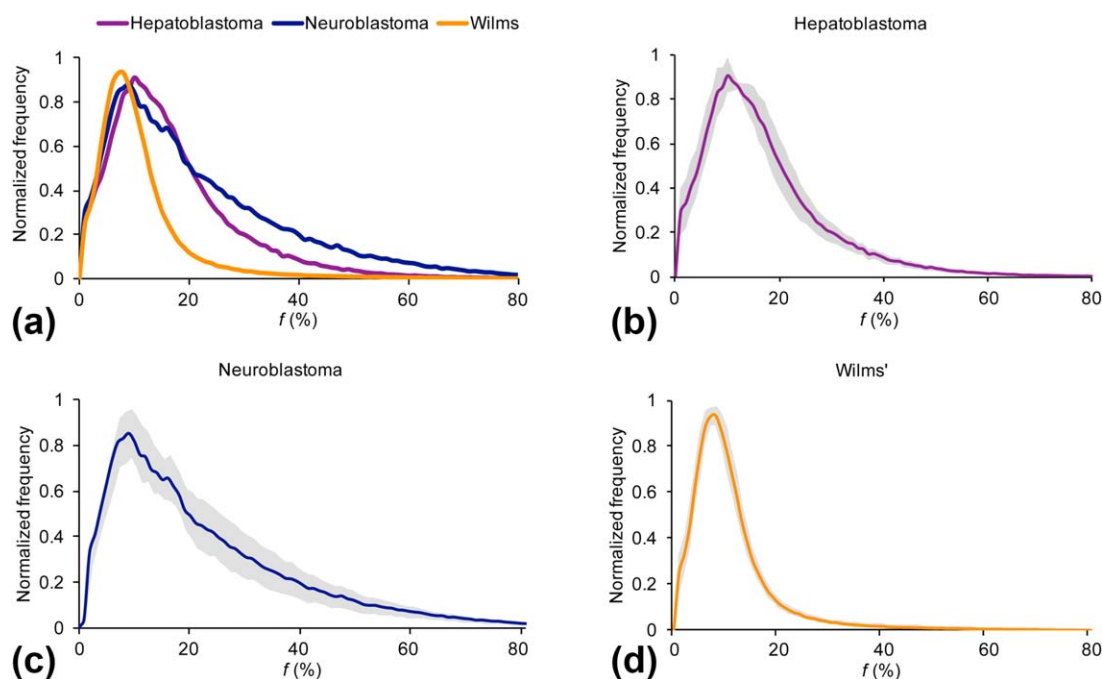 Hepatoblastoma Neuroblastoma Wilms
Normalized frequency
1
0.8
0.6
0.4
0.2
0
0 20 40 60 80
f (%)
(a)
Hepatoblastoma
Normalized frequency
1
0.8
0.6
0.4
0.2
0
0 20 40 60 80
f (%)
(b)
Neuroblastoma
Normalized frequency
1
0.8
0.6
0.4
0.2
0
0 20 40 60 80
f (%)
(c)
Wilms'
Normalized frequency
1
0.8
0.6
0.4
0.2
0
0 20 40 60 80
f (%)
(d)